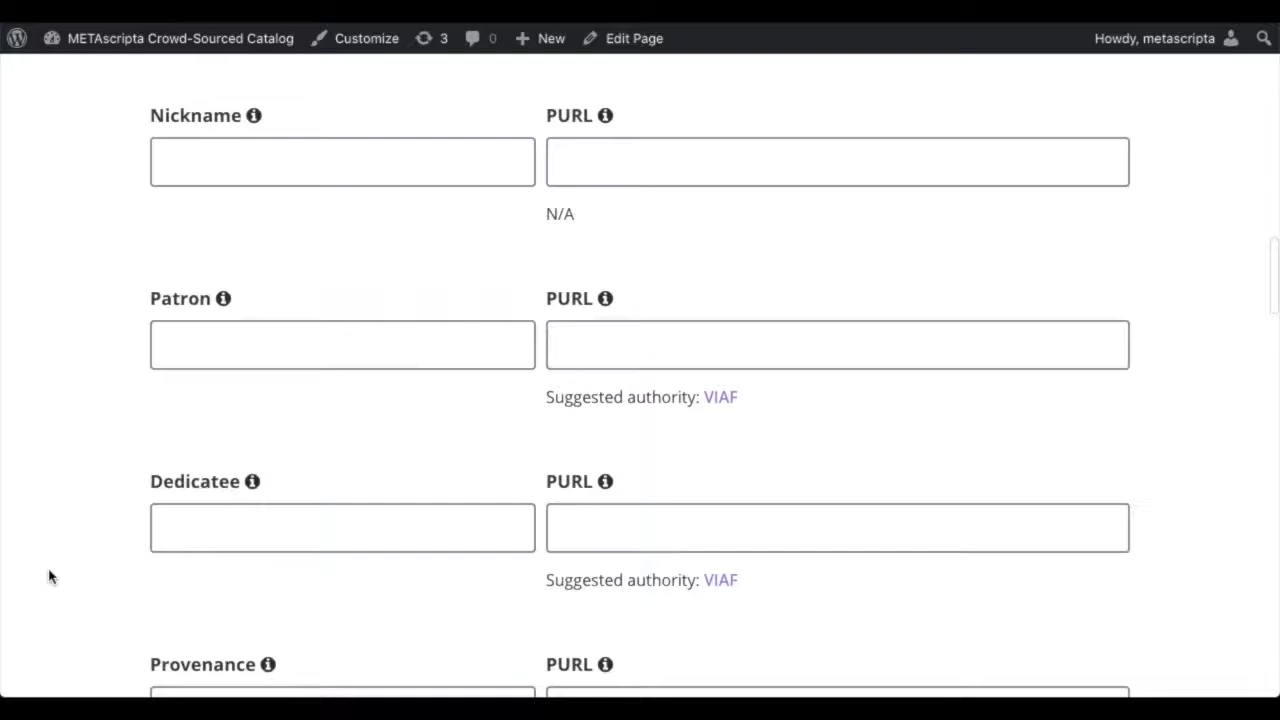 METAscripta Crowd-Sourced Catalog Customize 3 0 New Edit Page Howdy, metascripta
Nickname PURL
N/A
Patron PURL
Suggested authority: VIAF
Dedicatee PURL
Suggested authority: VIAF
Provenance PURL